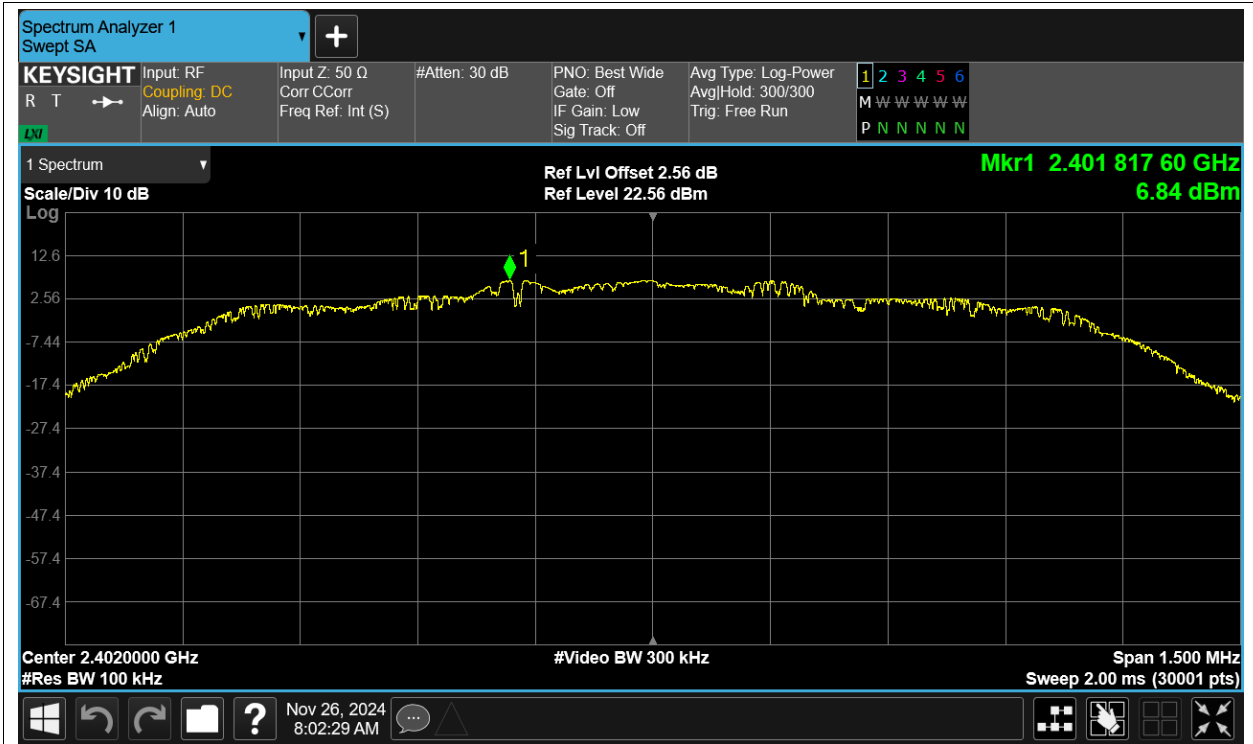 Spectrum Analyzer 1
Swept SA
KEYSIGHT
R T
LXI
Input: RF
Coupling: DC
Align: Auto
Input Z: 50 Ω
Corr CCorr
Freq Ref: Int (S)
#Atten: 30 dB
PNO: Best Wide
Gate: Off
IF Gain: Low
Sig Track: Off
Avg Type: Log-Power
Avg|Hold: 300/300
Trig: Free Run
1 2 3 4 5 6
M W W W W W
P N N N N N
1 Spectrum
Scale/Div 10 dB
Log
Ref Lvl Offset 2.56 dB
Ref Level 22.56 dBm
Mkr1 2.401 817 60 GHz
6.84 dBm
1
12.6
2.56
-7.44
-17.4
-27.4
-37.4
-47.4
-57.4
-67.4
Center 2.4020000 GHz
#Video BW 300 kHz
Span 1.500 MHz
#Res BW 100 kHz
Sweep 2.00 ms (30001 pts)
?
Nov 26, 2024
8:02:29 AM